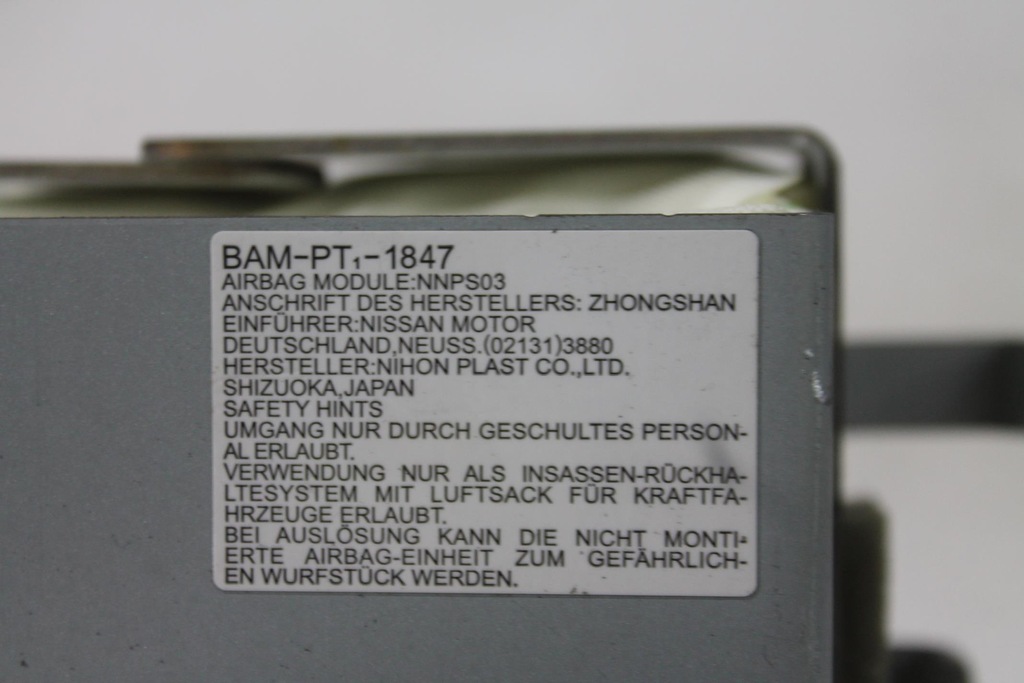 BAM-PT₁-1847
AIRBAG MODULE:NNPS03
ANSCHRIFT DES HERSTELLERS: ZHONGSHAN
EINFÜHRER:NISSAN MOTOR
DEUTSCHLAND,NEUSS.(02131)3880
HERSTELLER:NIHON PLAST CO.,LTD.
SHIZUOKA,JAPAN
SAFETY HINTS
UMGANG NUR DURCH GESCHULTES PERSON-
AL ERLAUBT.
VERWENDUNG NUR ALS INSASSEN-RÜCKHA-
LTESYSTEM MIT LUFTSACK FÜR KRAFTFA-
HRZEUGE ERLAUBT.
BEI AUSLÖSUNG KANN DIE NICHT MONTI-
ERTE AIRBAG-EINHEIT ZUM GEFÄHRLICH-
EN WURFSTÜCK WERDEN.